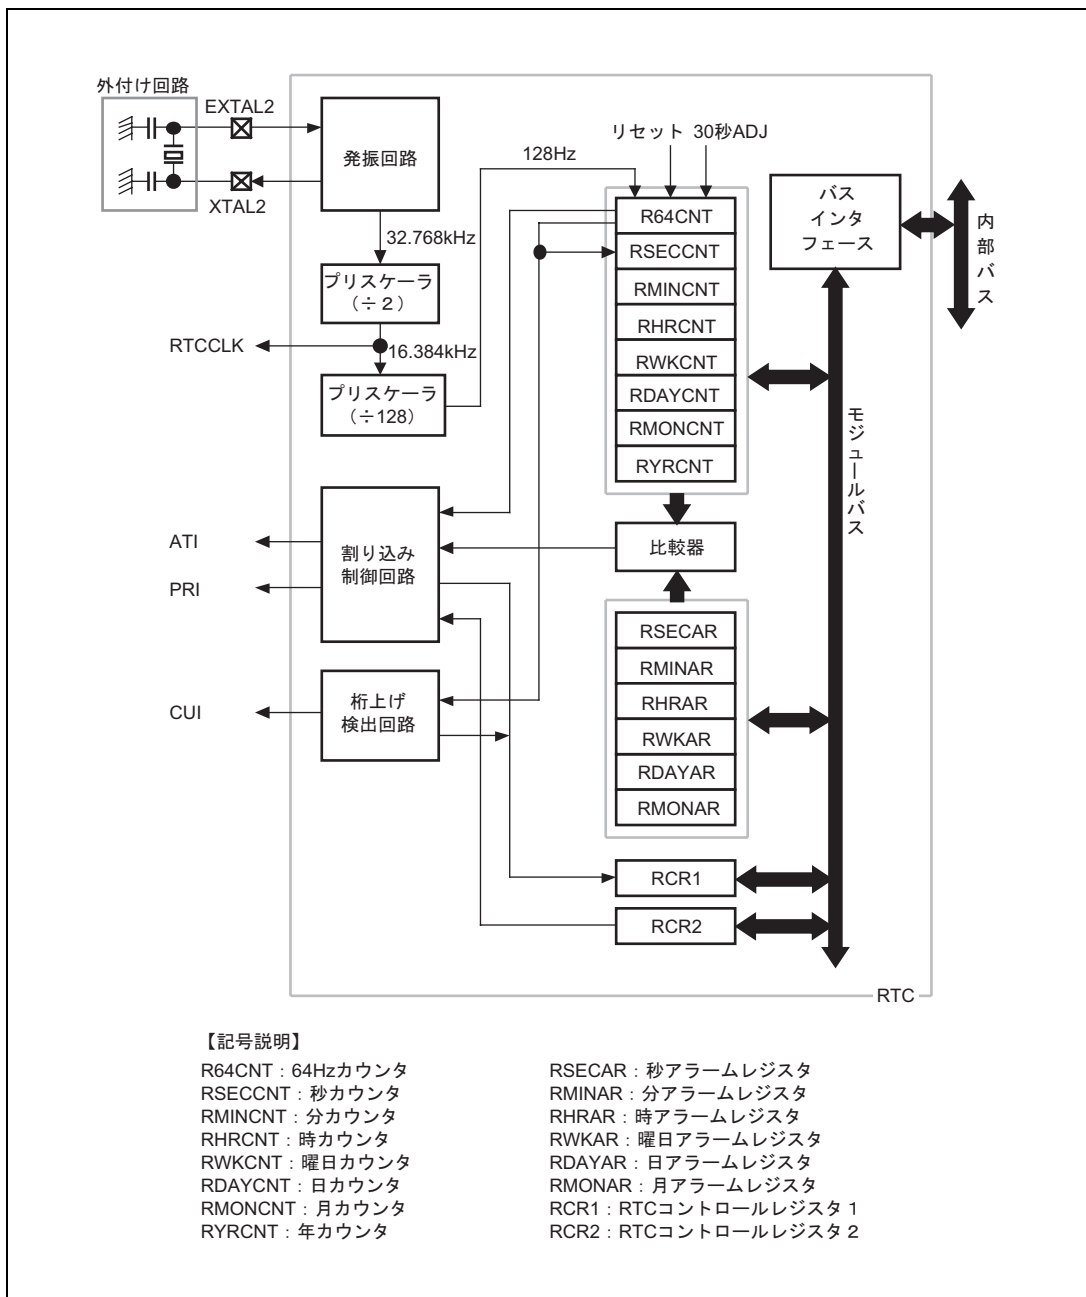 外付け回路
EXTAL2
XTAL2
発振回路
128Hz
リセット 30秒ADJ
32.768kHz
プリスケーラ
(÷2)
RTCCLK
16.384kHz
プリスケーラ
(÷128)
R64CNT
RSECCNT
RMINCNT
RHRCNT
RWKCNT
RDAYCNT
RMONCNT
RYRCNT
バス
インタ
フェース
内部バス
モジュールバス
ATI
PRI
割り込み
制御回路
比較器
CUI
桁上げ
検出回路
RSECAR
RMINAR
RHRAR
RWKAR
RDAYAR
RMONAR
RCR1
RCR2
RTC
【記号説明】
R64CNT:64Hzカウンタ
RSECCNT:秒カウンタ
RMINCNT:分カウンタ
RHRCNT:時カウンタ
RWKCNT:曜日カウンタ
RDAYCNT:日カウンタ
RMONCNT:月カウンタ
RYRCNT:年カウンタ
RSECAR:秒アラームレジスタ
RMINAR:分アラームレジスタ
RHRAR:時アラームレジスタ
RWKAR:曜日アラームレジスタ
RDAYAR:日アラームレジスタ
RMONAR:月アラームレジスタ
RCR1:RTCコントロールレジスタ1
RCR2:RTCコントロールレジスタ2